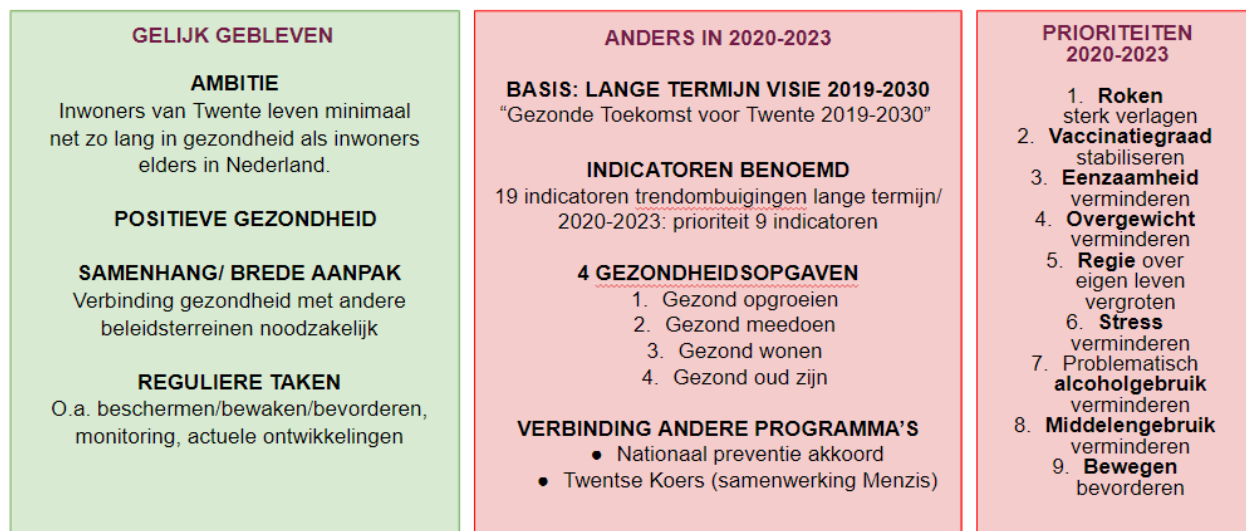 GELIJK GEBLEVEN
AMBITIE
Inwoners van Twente leven minimaal
net zo lang in gezondheid als inwoners
elders in Nederland.
POSITIEVE GEZONDHEID
SAMENHANG/ BREDE AANPAK
Verbinding gezondheid met andere
beleidsterreinen noodzakelijk
REGULIERE TAKEN
O.a. beschermen/bewaken/bevorderen,
monitoring, actuele ontwikkelingen
ANDERS IN 2020-2023
BASIS: LANGE TERMIJN VISIE 2019-2030
“Gezonde Toekomst voor Twente 2019-2030”
INDICATOREN BENOEMD
19 indicatoren trendombuigingen lange termijn/
2020-2023: prioriteit 9 indicatoren
4 GEZONDHEIDSOPGAVEN
1. Gezond opgroeien
2. Gezond meedoen
3. Gezond wonen
4. Gezond oud zijn
VERBINDING ANDERE PROGRAMMA’S
● Nationaal preventie akkoord
● Twentse Koers (samenwerking Menzis)
PRIORITEITEN
2020-2023
1. Roken
sterk verlagen
2. Vaccinatiegraad
stabiliseren
3. Eenzaamheid
verminderen
4. Overgewicht
verminderen
5. Regie over
eigen leven
vergroten
6. Stress
verminderen
7. Problematisch
alcoholgebruik
verminderen
8. Middelengebruik
verminderen
9. Bewegen
bevorderen